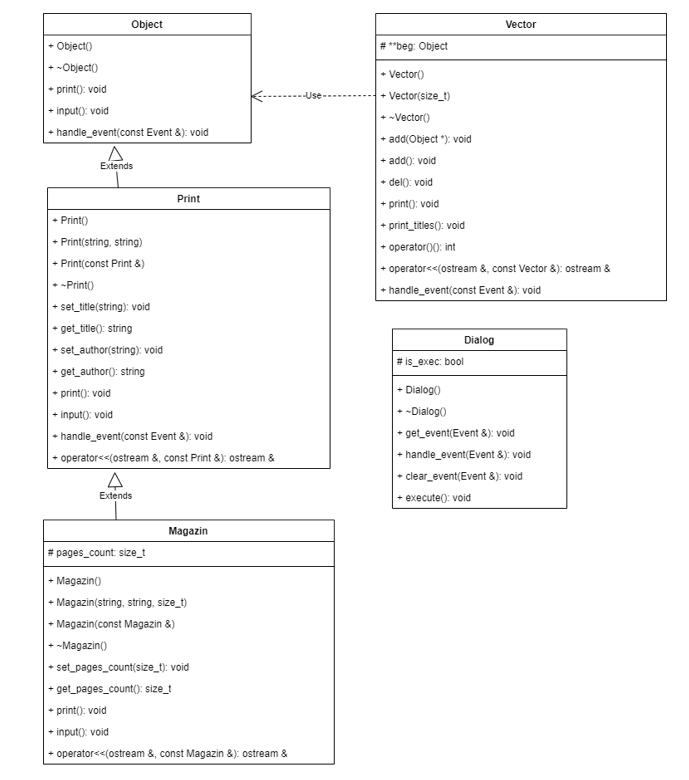 Object
+ Object()
+ ~Object()
+ print(): void
+ input(): void
+ handle_event(const Event &): void
Extends
Print
+ Print()
+ Print(string, string)
+ Print(const Print &)
+ ~Print()
+ set_title(string): void
+ get_title(): string
+ set_author(string): void
+ get_author(): string
+ print(): void
+ input(): void
+ handle_event(const Event &): void
+ operator<<(ostream &, const Print &): ostream &
Extends
Magazin
# pages_count: size_t
+ Magazin()
+ Magazin(string, string, size_t)
+ Magazin(const Magazin &)
+ ~Magazin()
+ set_pages_count(size_t): void
+ get_pages_count(): size_t
+ print(): void
+ input(): void
+ operator<<(ostream &, const Magazin &): ostream &
Use
Vector
# **beg: Object
+ Vector()
+ Vector(size_t)
+ ~Vector()
+ add(Object *): void
+ add(): void
+ del(): void
+ print(): void
+ print_titles(): void
+ operator()(): int
+ operator<<(ostream &, const Vector &): ostream &
+ handle_event(const Event &): void
Dialog
# is_exec: bool
+ Dialog()
+ ~Dialog()
+ get_event(Event &): void
+ handle_event(Event &): void
+ clear_event(Event &): void
+ execute(): void